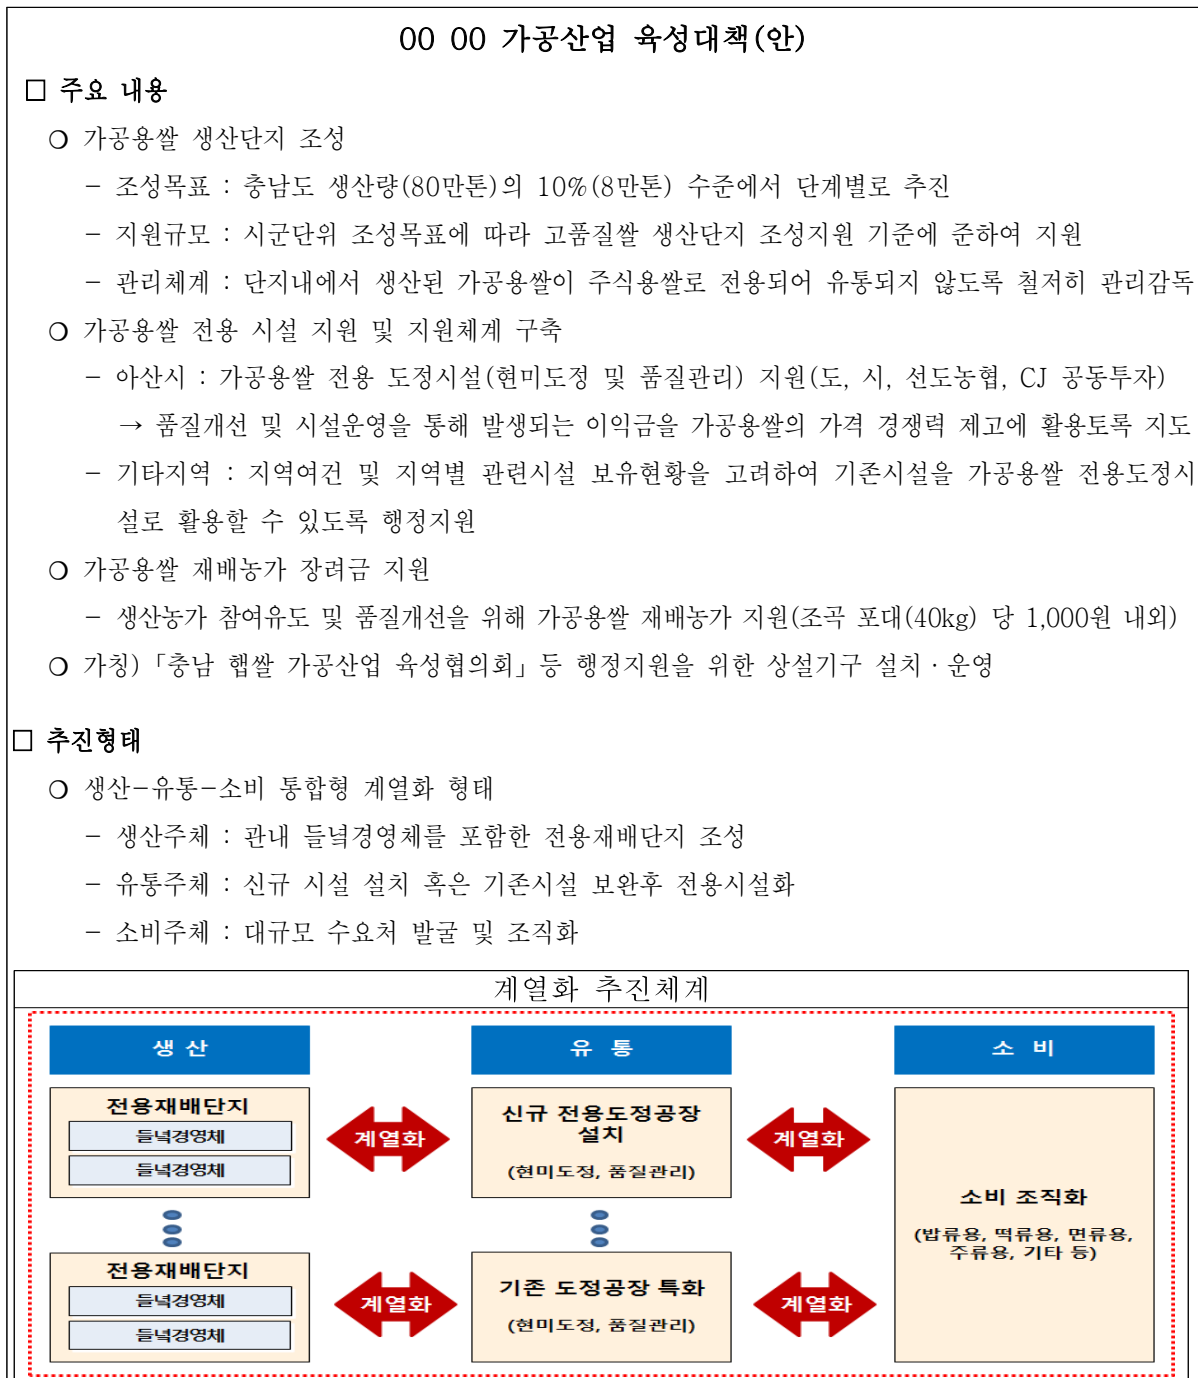 00 00 가공산업 육성대책(안)
□ 주요 내용
❍ 가공용쌀 생산단지 조성
- 조성목표 : 충남도 생산량(80만톤)의 10%(8만톤) 수준에서 단계별로 추진
- 지원규모 : 시군단위 조성목표에 따라 고품질쌀 생산단지 조성지원 기준에 준하여 지원
- 관리체계 : 단지내에서 생산된 가공용쌀이 주식용쌀로 전용되어 유통되지 않도록 철저히 관리감독
❍ 가공용쌀 전용 시설 지원 및 지원체계 구축
- 아산시 : 가공용쌀 전용 도정시설(현미도정 및 품질관리) 지원(도, 시, 선도농협, CJ 공동투자)
→ 품질개선 및 시설운영을 통해 발생되는 이익금을 가공용쌀의 가격 경쟁력 제고에 활용토록 지도
- 기타지역 : 지역여건 및 지역별 관련시설 보유현황을 고려하여 기존시설을 가공용쌀 전용도정시
설로 활용할 수 있도록 행정지원
❍ 가공용쌀 재배농가 장려금 지원
- 생산농가 참여유도 및 품질개선을 위해 가공용쌀 재배농가 지원(조곡 포대(40kg) 당 1,000원 내외)
❍ 가칭)「충남 햅쌀 가공산업 육성협의회」등 행정지원을 위한 상설기구 설치·운영
□ 추진형태
❍ 생산-유통-소비 통합형 계열화 형태
- 생산주체 : 관내 들녘경영체를 포함한 전용재배단지 조성
- 유통주체 : 신규 시설 설치 혹은 기존시설 보완후 전용시설화
- 소비주체 : 대규모 수요처 발굴 및 조직화
계열화 추진체계
생 산
유 통
소 비
전용재배단지
들녘경영체
들녘경영체
계열화
신규 전용도정공장
설치
(현미도정, 품질관리)
계열화
소비 조직화
(밥류용, 떡류용, 면류용,
주류용, 기타 등)
전용재배단지
들녘경영체
들녘경영체
계열화
기존 도정공장 특화
(현미도정, 품질관리)
계열화